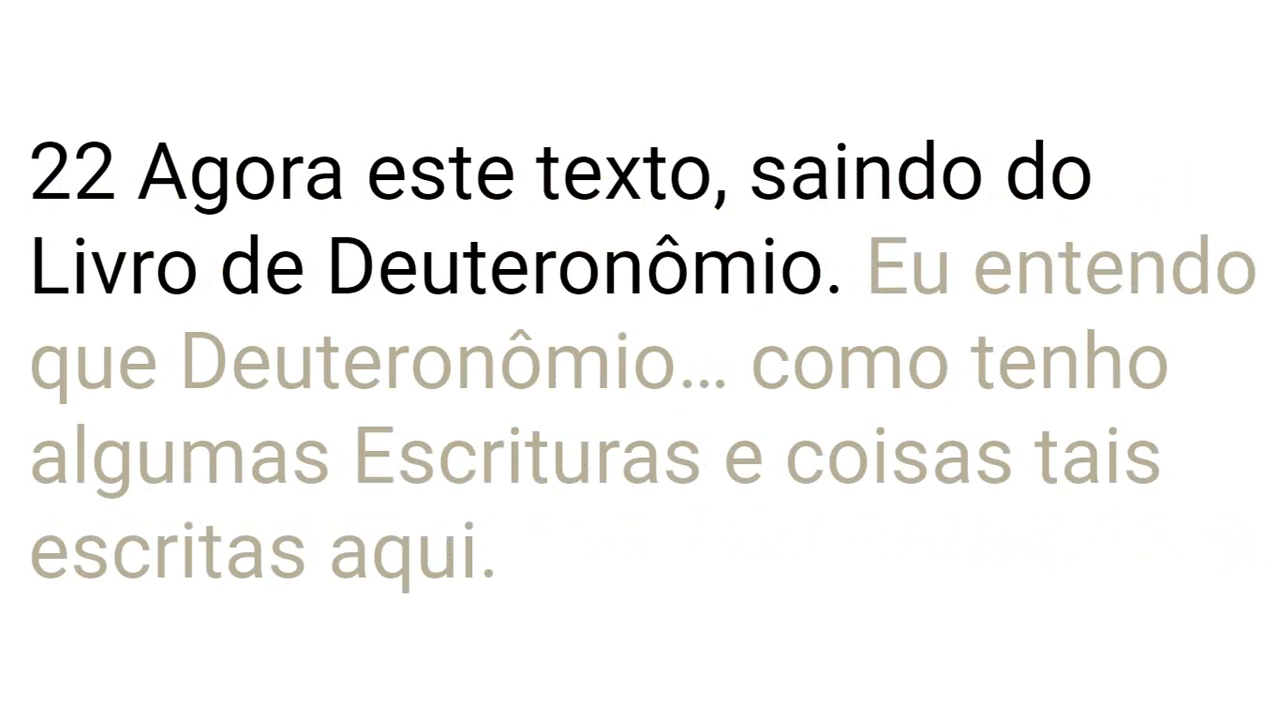 22 Agora este texto, saindo do
Livro de Deuteronômio. Eu entendo
que Deuteronômio... como tenho
algumas Escrituras e coisas tais
escritas aqui.